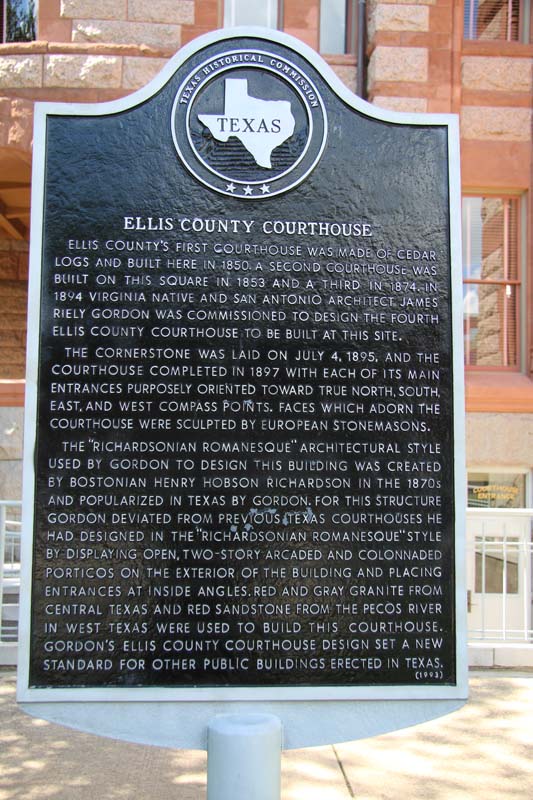 TEXAS HISTORICAL COMMISSION
TEXAS
ELLIS COUNTY COURTHOUSE
ELLIS COUNTY'S FIRST COURTHOUSE WAS MADE OF CEDAR
LOGS AND BUILT HERE IN 1850. A SECOND COURTHOUSE WAS
BUILT ON THIS SQUARE IN 1853 AND A THIRD IN 1874. IN
1894 VIRGINIA NATIVE AND SAN ANTONIO ARCHITECT JAMES
RIELY GORDON WAS COMMISSIONED TO DESIGN THE FOURTH
ELLIS COUNTY COURTHOUSE TO BE BUILT AT THIS SITE.
THE CORNERSTONE WAS LAID ON JULY 4, 1895, AND THE
COURTHOUSE COMPLETED IN 1897 WITH EACH OF ITS MAIN
ENTRANCES PURPOSELY ORIENTED TOWARD TRUE NORTH, SOUTH,
EAST, AND WEST COMPASS POINTS. FACES WHICH ADORN THE
COURTHOUSE WERE SCULPTED BY EUROPEAN STONEMASONS.
THE "RICHARDSONIAN ROMANESQUE" ARCHITECTURAL STYLE
USED BY GORDON TO DESIGN THIS BUILDING WAS CREATED
BY BOSTONIAN HENRY HOBSON RICHARDSON IN THE 1870s
AND POPULARIZED IN TEXAS BY GORDON. FOR THIS STRUCTURE
GORDON DEVIATED FROM PREVIOUS TEXAS COURTHOUSES HE
HAD DESIGNED IN THE "RICHARDSONIAN ROMANESQUE" STYLE
BY DISPLAYING OPEN, TWO-STORY ARCADED AND COLONNADED
PORTICOS ON THE EXTERIOR OF THE BUILDING AND PLACING
ENTRANCES AT INSIDE ANGLES. RED AND GRAY GRANITE FROM
CENTRAL TEXAS AND RED SANDSTONE FROM THE PECOS RIVER
IN WEST TEXAS WERE USED TO BUILD THIS COURTHOUSE.
GORDON'S ELLIS COUNTY COURTHOUSE DESIGN SET A NEW
STANDARD FOR OTHER PUBLIC BUILDINGS ERECTED IN TEXAS.
(1993)
COURTHOUSE
ENTRANCE